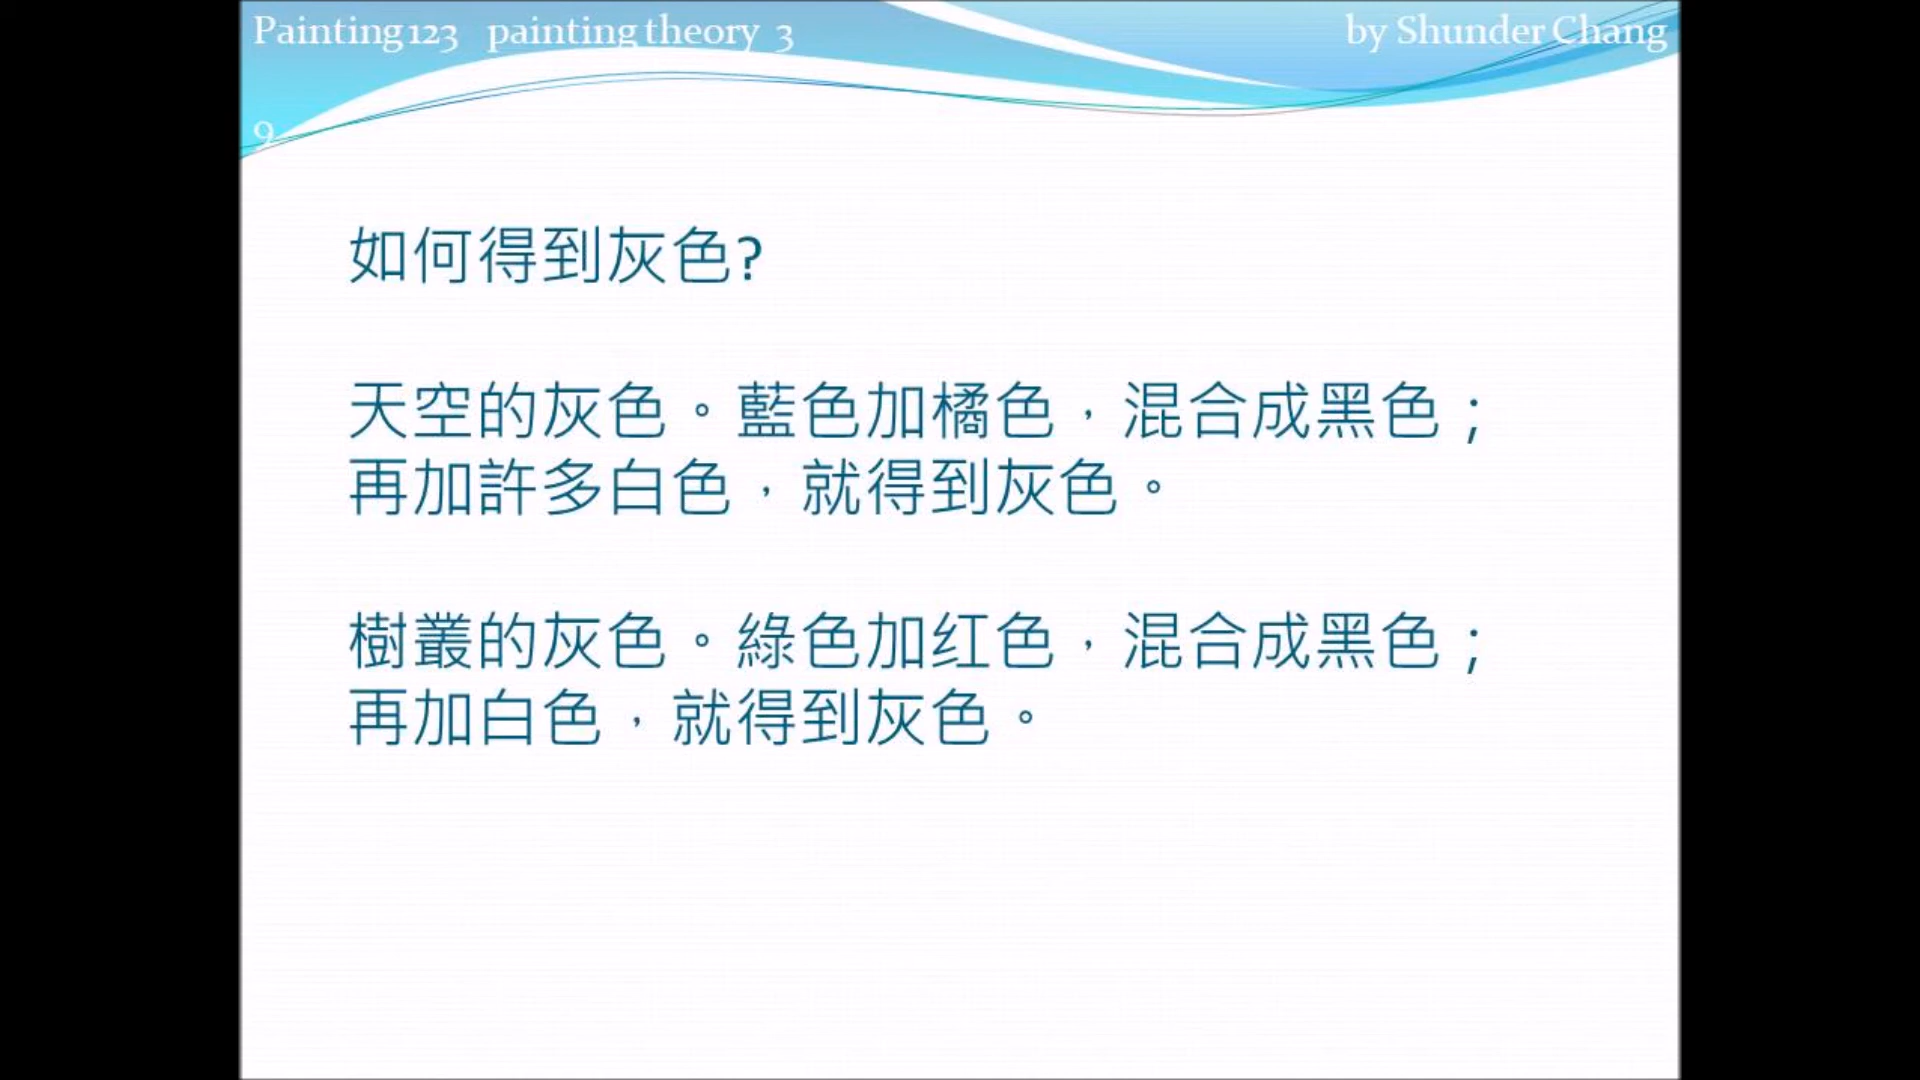 Painting123 painting theory 3
by Shunder Chang
9
如何得到灰色?
天空的灰色。藍色加橘色，混合成黑色；
再加許多白色，就得到灰色。
樹叢的灰色。綠色加红色，混合成黑色；
再加白色，就得到灰色。